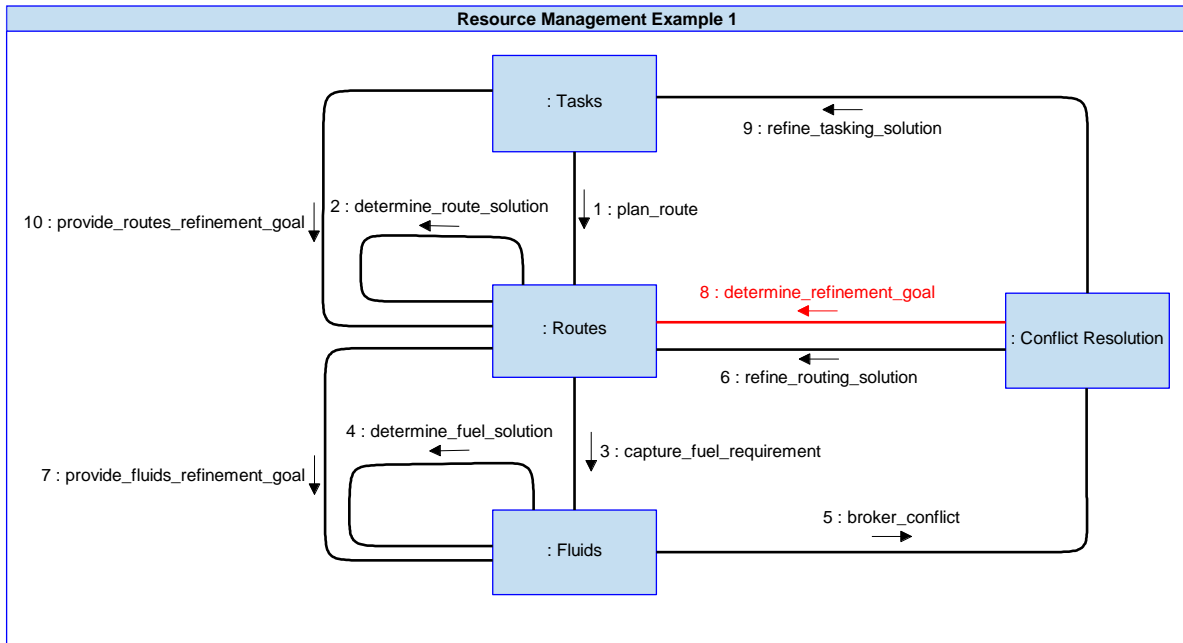 Resource Management Example 1
: Tasks
9 : refine_tasking_solution
10 : provide_routes_refinement_goal
2 : determine_route_solution
1 : plan_route
8 : determine_refinement_goal
: Routes
: Conflict Resolution
6 : refine_routing_solution
4 : determine_fuel_solution
3 : capture_fuel_requirement
7 : provide_fluids_refinement_goal
5 : broker_conflict
: Fluids